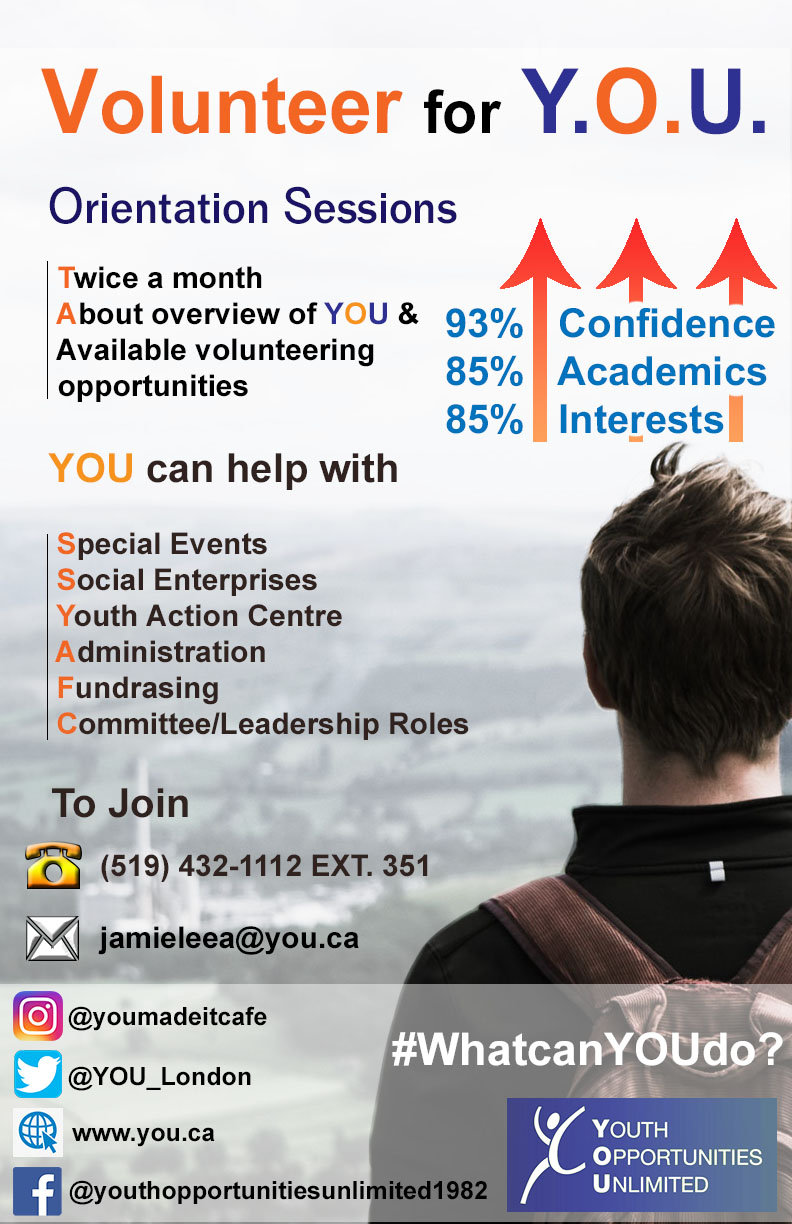 Volunteer for Y.O.U.
Orientation Sessions
Twice a month
About overview of YOU &
Available volunteering
opportunities
93% Confidence
85% Academics
85% Interests
YOU can help with
Special Events
Social Enterprises
Youth Action Centre
Administration
Fundrasing
Committee/Leadership Roles
To Join
(519) 432-1112 EXT. 351
jamieleea@you.ca
@youmadeitcafe
@YOU_London
www.you.ca
@youthopportunitiesunlimited1982
#WhatcanYOUdo?
YOUTH
OPPORTUNITIES
UNLIMITED